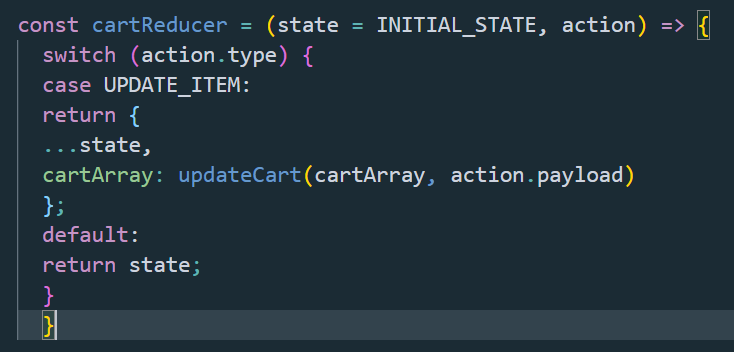 const cartReducer = (state = INITIAL_STATE, action) => {
switch (action.type) {
case UPDATE_ITEM:
return {
...state,
cartArray: updateCart(cartArray, action.payload)
};
default:
return state;
}
}